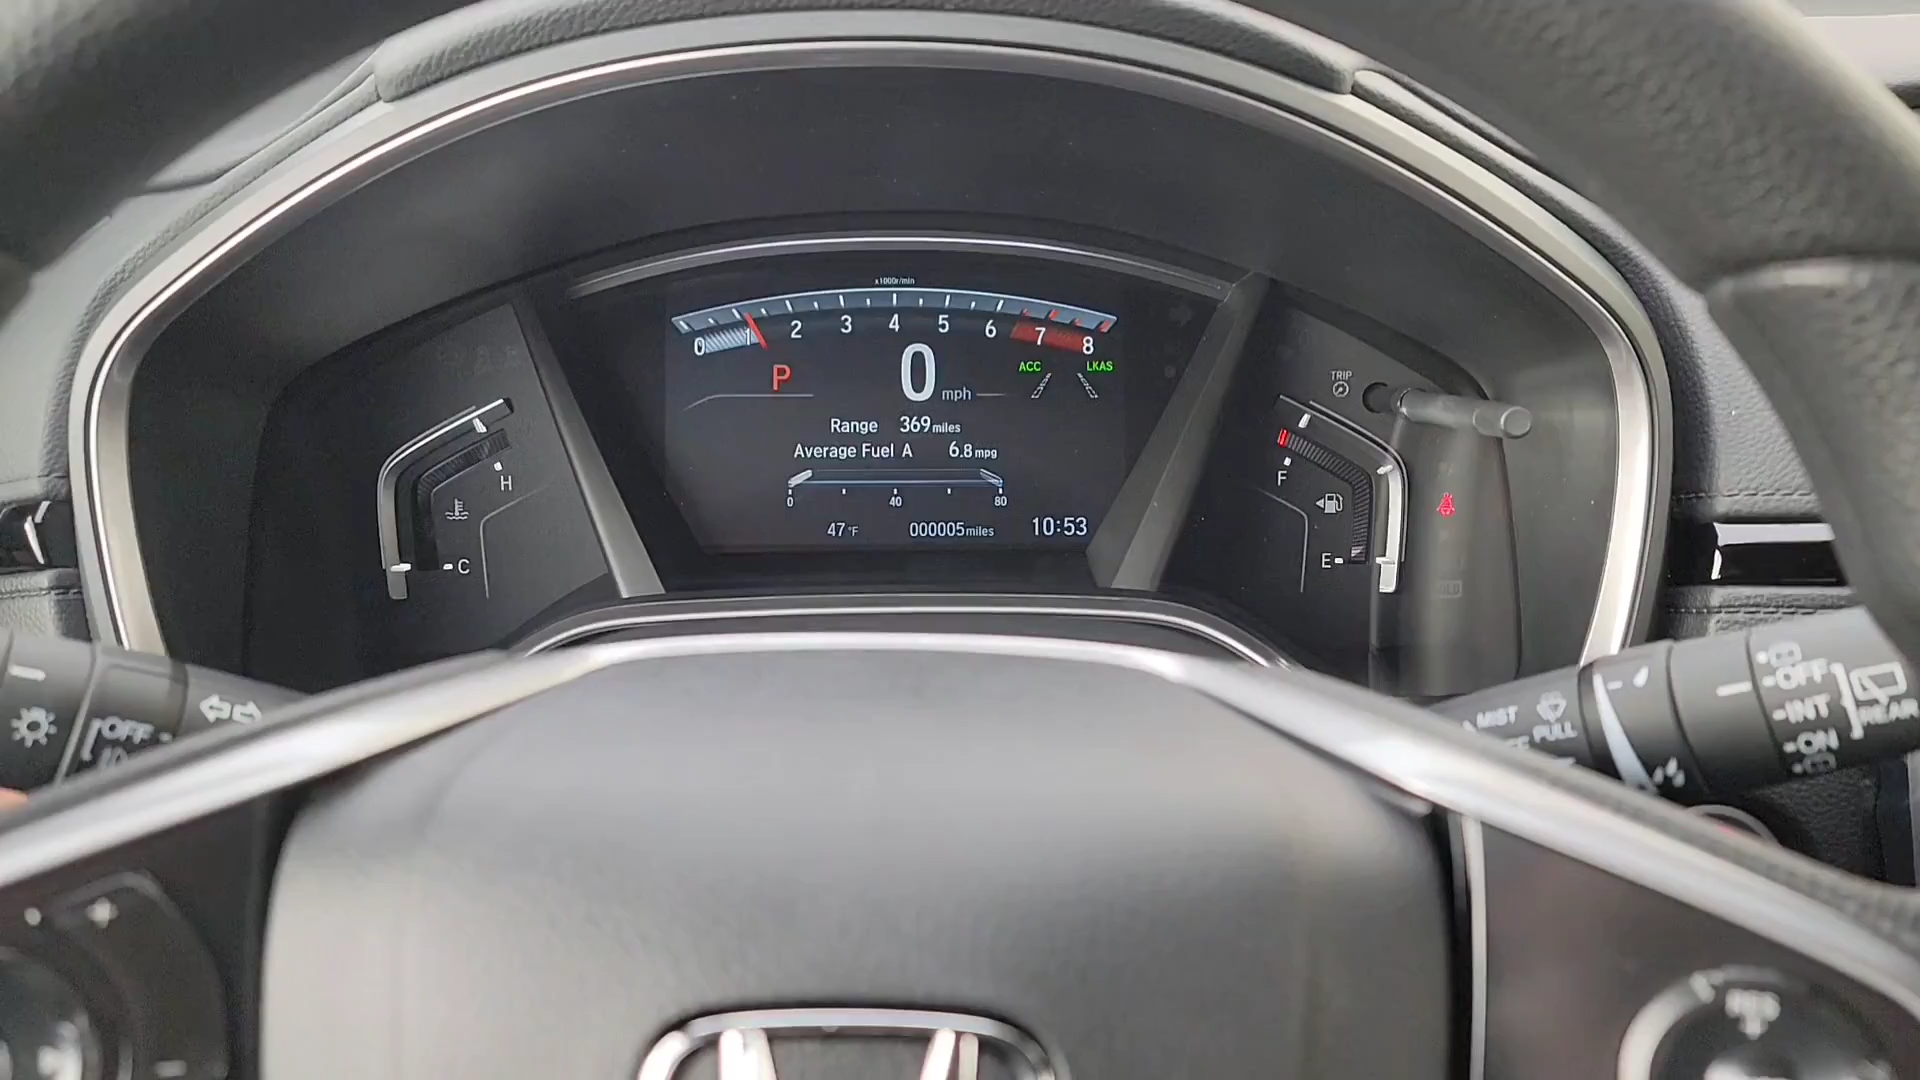 x1000r/min
0 1 2 3 4 5 6 7 8
P
0 mph
ACC
LKAS
Range 369 miles
Average Fuel A 6.8 mpg
0 40 80
47°F 000005 miles 10:53
H
C
TRIP
F
E
OFF
MIST
PULL
OFF
INT
ON
REAR